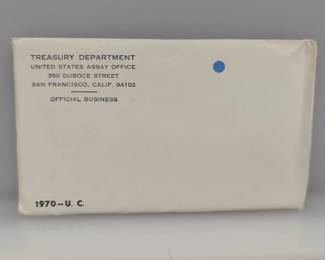 TREASURY DEPARTMENT
UNITED STATES ASSAY OFFICE
350 DUBOCE STREET
SAN FRANCISCO, CALIF. 94102
OFFICIAL BUSINESS
1970-U. C.